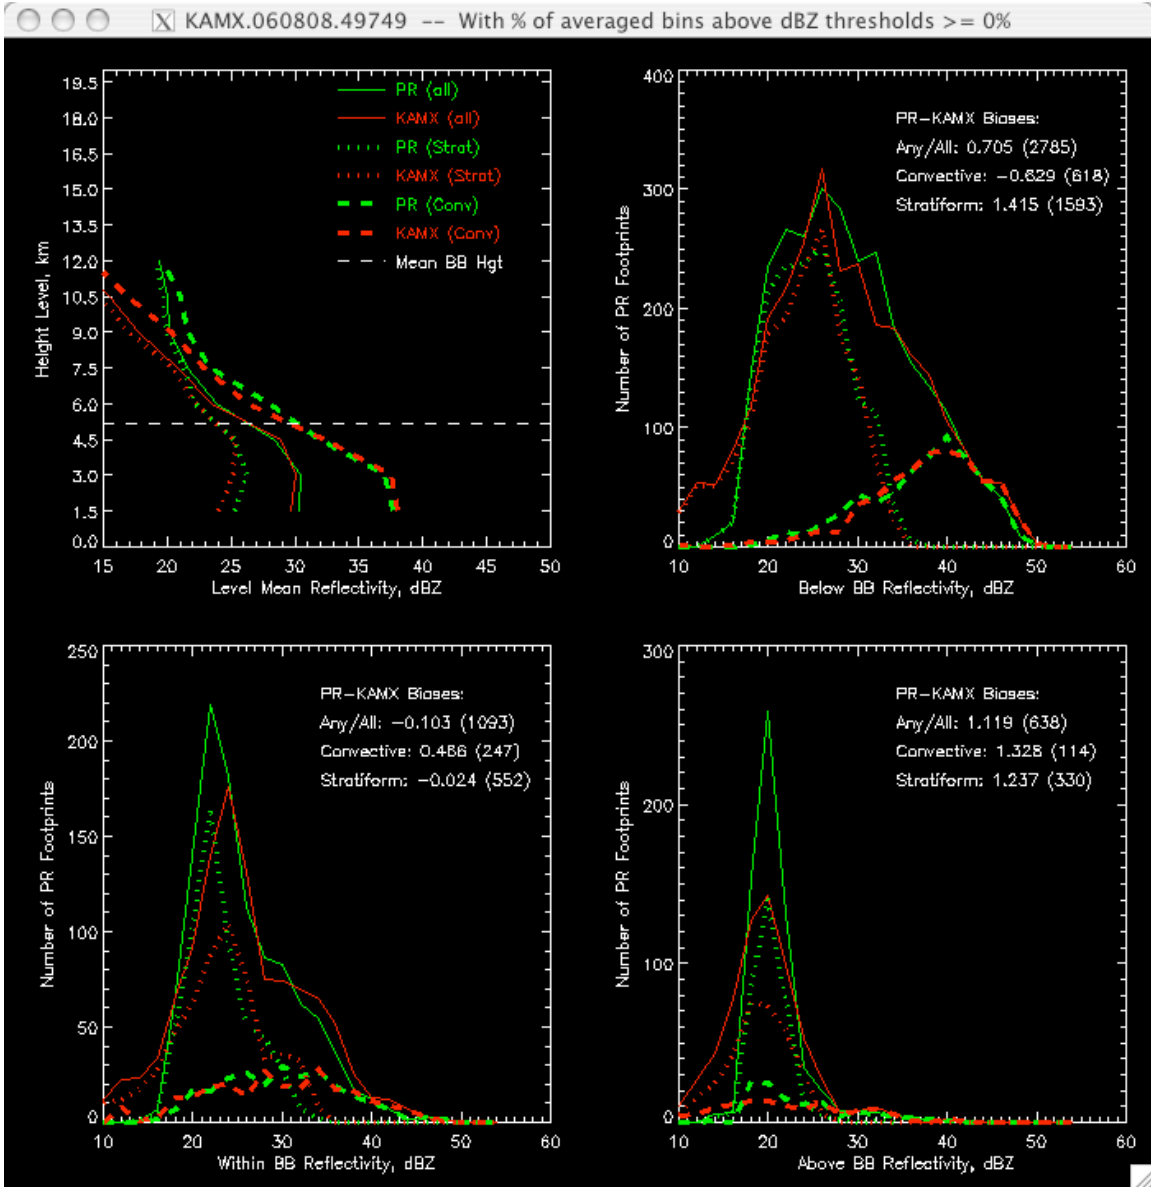 KAMX.060808.49749 -- With % of averaged bins above dBZ thresholds >= 0%
19.5
18.0
16.5
15.0
13.5
12.0
10.5
9.0
7.5
6.0
4.5
3.0
1.5
0.0
Height Level, km
PR (all)
KAMX (all)
PR (Strat)
KAMX (Strat)
PR (Conv)
KAMX (Conv)
Mean BB Hgt
15 20 25 30 35 40 45 50
Level Mean Reflectivity, dBZ
400
300
200
100
0
Number of PR Footprints
PR-KAMX Biases:
Any/All: 0.705 (2785)
Convective: -0.629 (618)
Stratiform: 1.415 (1593)
10 20 30 40 50 60
Below BB Reflectivity, dBZ
250
200
150
100
50
0
Number of PR Footprints
PR-KAMX Biases:
Any/All: -0.103 (1093)
Convective: 0.466 (247)
Stratiform: -0.024 (552)
10 20 30 40 50 60
Within BB Reflectivity, dBZ
300
200
100
0
Number of PR Footprints
PR-KAMX Biases:
Any/All: 1.119 (638)
Convective: 1.328 (114)
Stratiform: 1.237 (330)
10 20 30 40 50 60
Above BB Reflectivity, dBZ